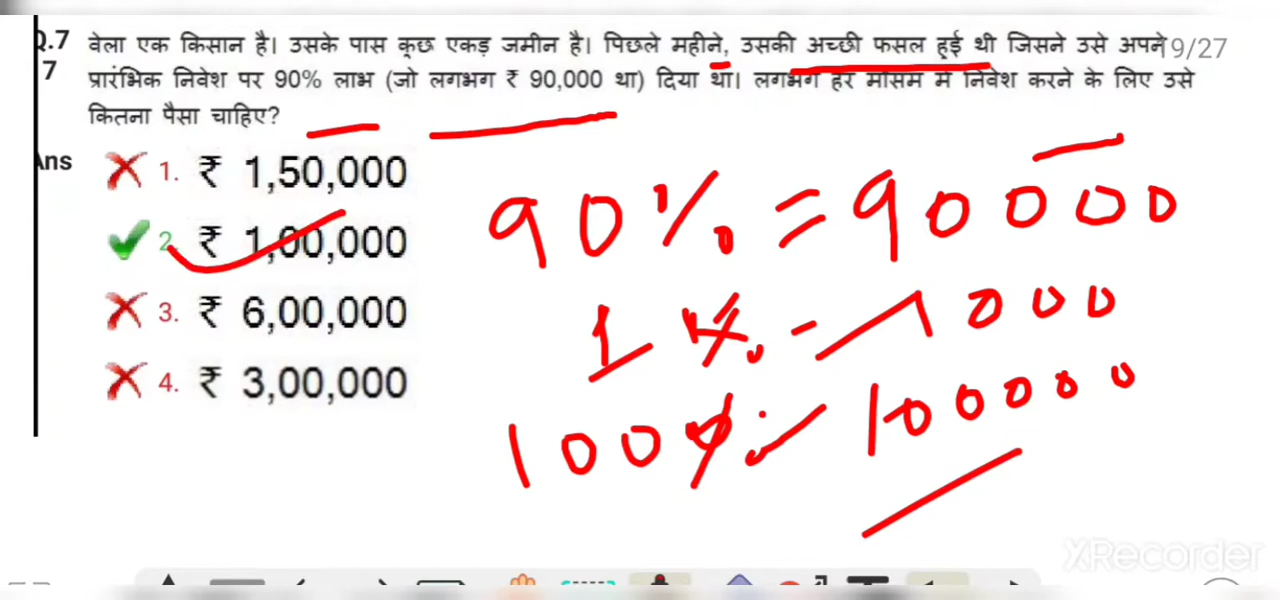 Q.7 वेला एक किसान है। उसके पास कुछ एकड़ जमीन है। पिछले महीने, उसकी अच्छी फसल हुई थी जिसने उसे अपने 9/27
7 प्रारंभिक निवेश पर 90% लाभ (जो लगभग ₹ 90,000 था) दिया था। लगभग हर मौसम में निवेश करने के लिए उसे
कितना पैसा चाहिए?
Ans 1. ₹ 1,50,000
2. ₹ 1,00,000
3. ₹ 6,00,000
4. ₹ 3,00,000
90% = 90000
1% - 1000
100% - 100000
XRecorder